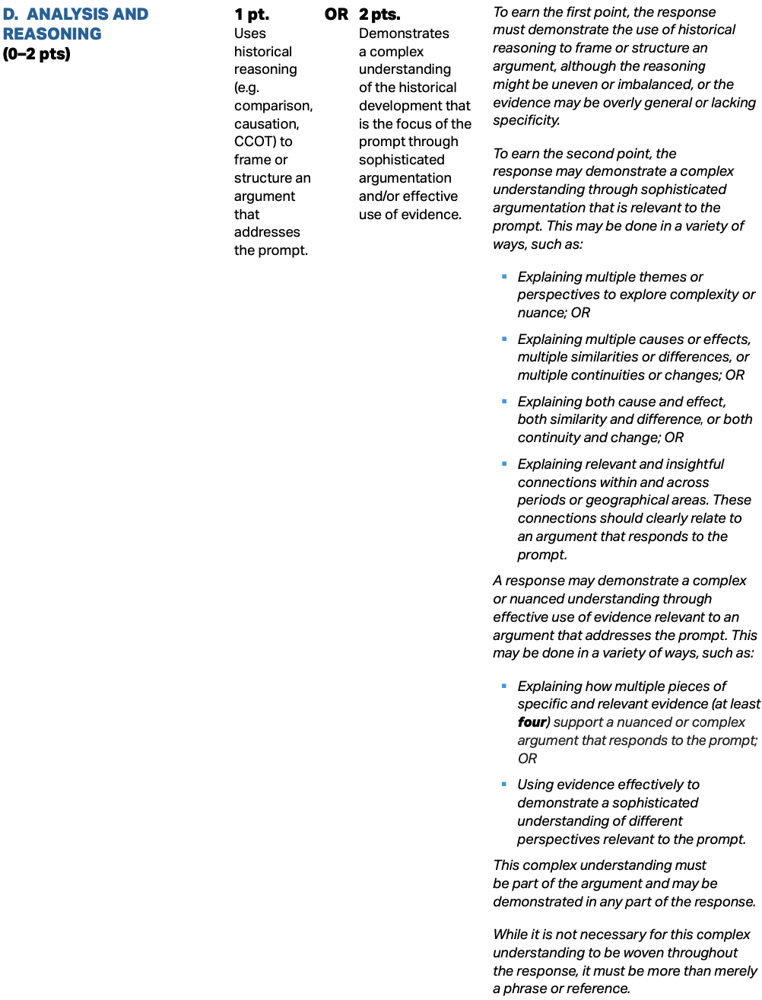 D. ANALYSIS AND
REASONING
(0–2 pts)
1 pt.
Uses
historical
reasoning
(e.g.
comparison,
causation,
CCOT) to
frame or
structure an
argument
that
addresses
the prompt.
OR
2 pts.
Demonstrates
a complex
understanding
of the historical
development that
is the focus of the
prompt through
sophisticated
argumentation
and/or effective
use of evidence.
To earn the first point, the response
must demonstrate the use of historical
reasoning to frame or structure an
argument, although the reasoning
might be uneven or imbalanced, or the
evidence may be overly general or lacking
specificity.
To earn the second point, the
response may demonstrate a complex
understanding through sophisticated
argumentation that is relevant to the
prompt. This may be done in a variety of
ways, such as:
▪ Explaining multiple themes or
perspectives to explore complexity or
nuance; OR
▪ Explaining multiple causes or effects,
multiple similarities or differences, or
multiple continuities or changes; OR
▪ Explaining both cause and effect,
both similarity and difference, or both
continuity and change; OR
▪ Explaining relevant and insightful
connections within and across
periods or geographical areas. These
connections should clearly relate to
an argument that responds to the
prompt.
A response may demonstrate a complex
or nuanced understanding through
effective use of evidence relevant to an
argument that addresses the prompt. This
may be done in a variety of ways, such as:
▪ Explaining how multiple pieces of
specific and relevant evidence (at least
four) support a nuanced or complex
argument that responds to the prompt;
OR
▪ Using evidence effectively to
demonstrate a sophisticated
understanding of different
perspectives relevant to the prompt.
This complex understanding must
be part of the argument and may be
demonstrated in any part of the response.
While it is not necessary for this complex
understanding to be woven throughout
the response, it must be more than merely
a phrase or reference.